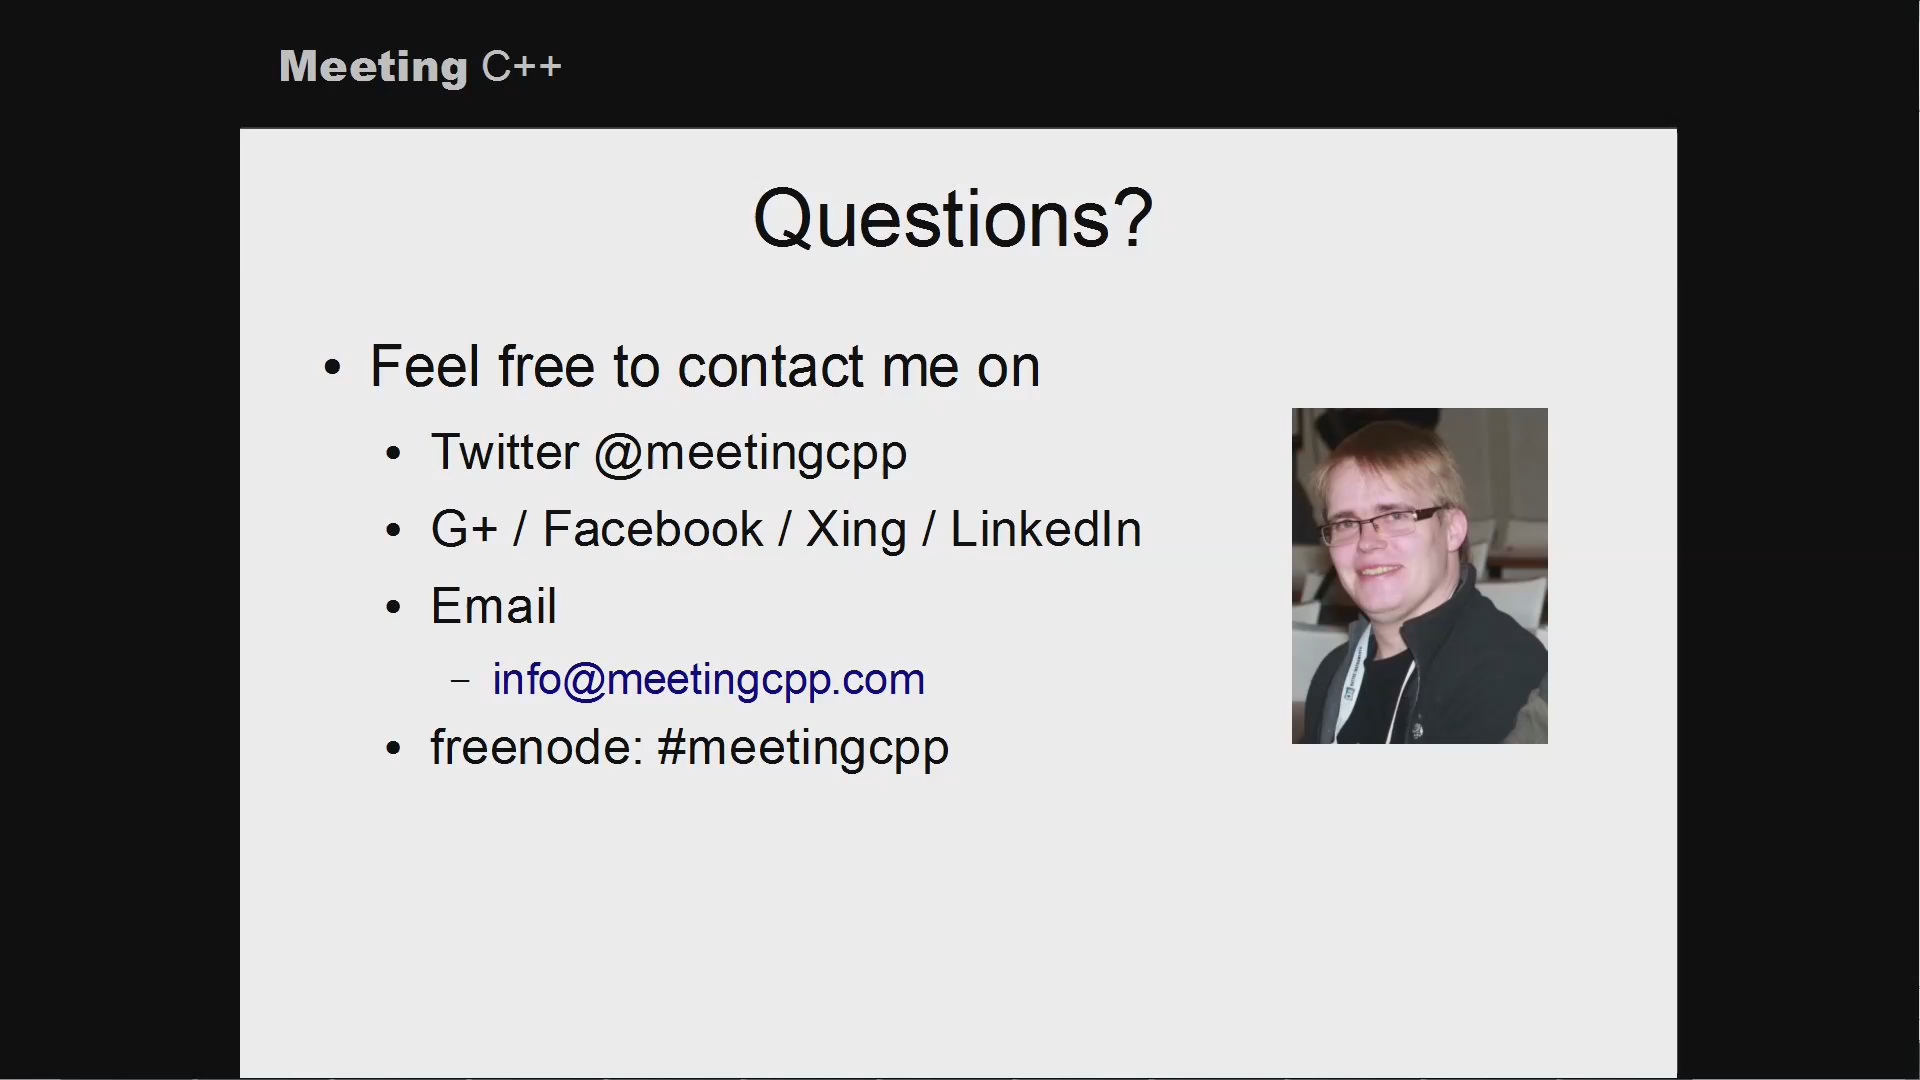 Meeting C++
Questions?
• Feel free to contact me on
• Twitter @meetingcpp
• G+ / Facebook / Xing / LinkedIn
• Email
– info@meetingcpp.com
• freenode: #meetingcpp